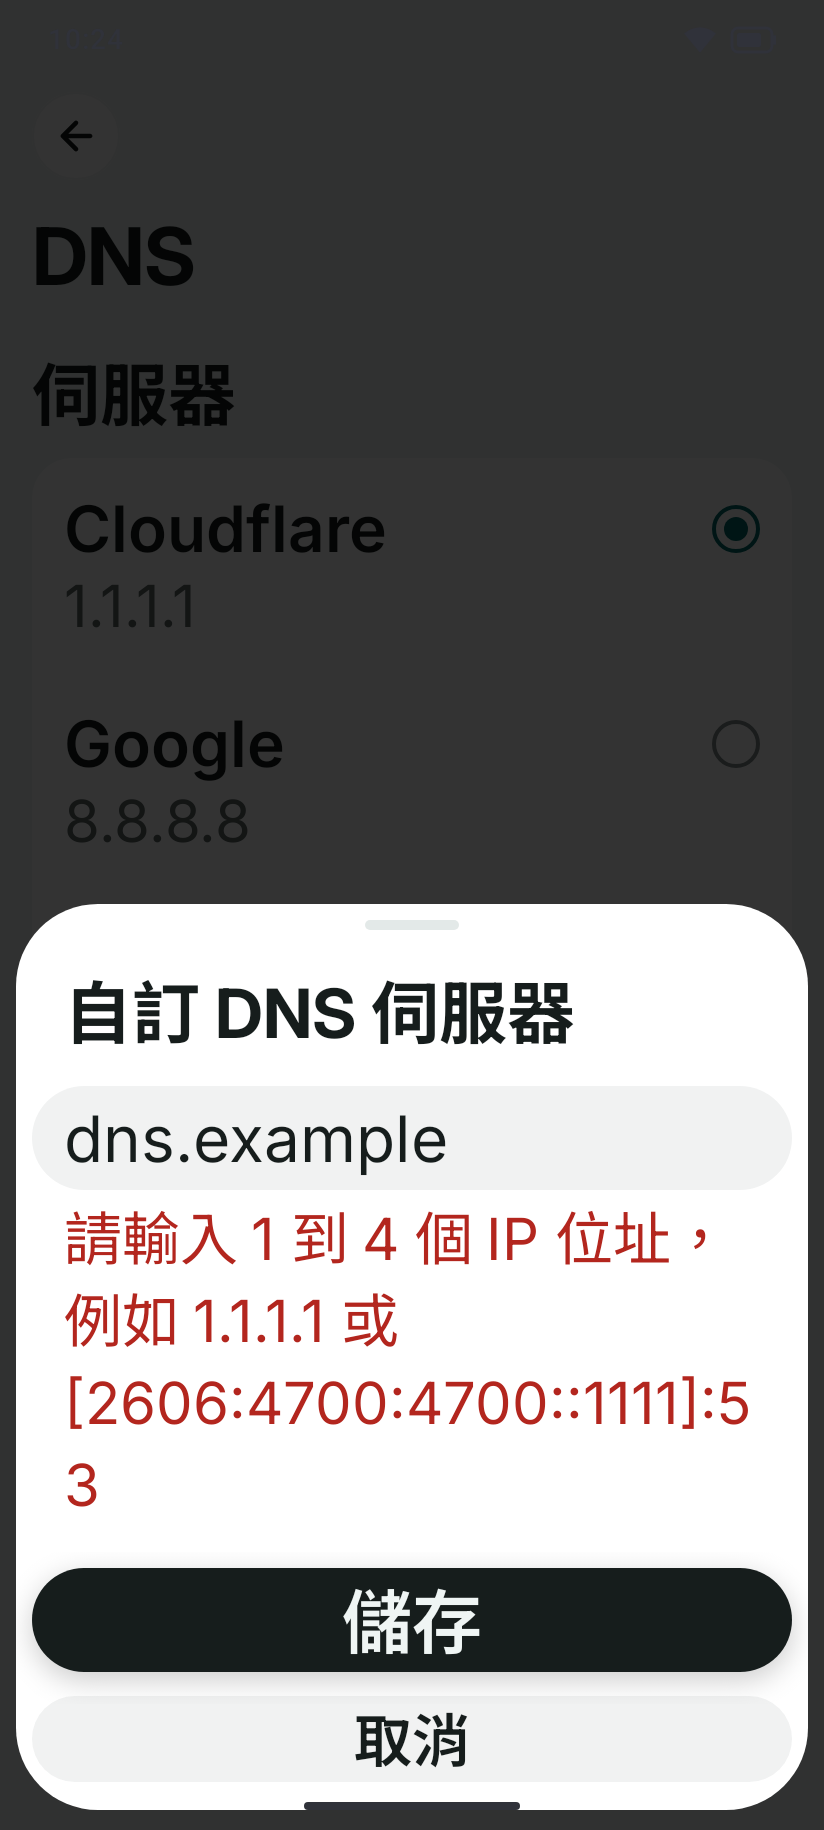 DNS
伺服器
Cloudflare
1.1.1.1
Google
8.8.8.8
自訂 DNS 伺服器
dns.example
請輸入 1 到 4 個 IP 位址，
例如 1.1.1.1 或
[2606:4700:4700::1111]:5
3
儲存
取消